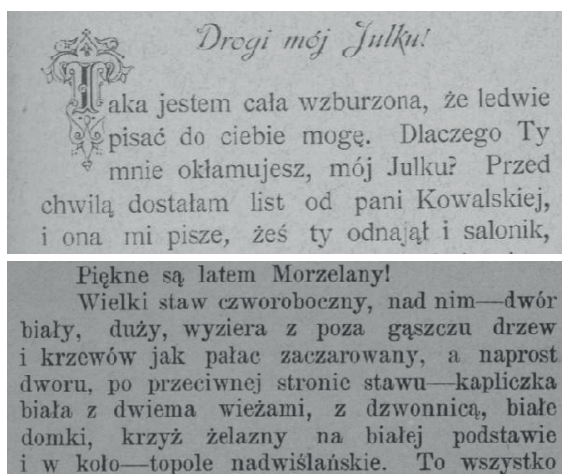 Drogi mój Julku!
Taka jestem cała wzburzona, że ledwie
pisać do ciebie mogę. Dlaczego Ty
mnie okłamujesz, mój Julku? Przed
chwilą dostałam list od pani Kowalskiej,
i ona mi pisze, żeś ty odnajął i salonik,
Piękne są latem Morzelany!
Wielki staw czworoboczny, nad nim—dwór
biały, duży, wyziera z poza gąszczu drzew
i krzewów jak pałac zaczarowany, a naprost
dworu, po przeciwnej stronie stawu—kapliczka
biała z dwiema wieżami, z dzwonnicą, białe
domki, krzyż żelazny na białej podstawie
i w koło—topole nadwiślańskie. To wszystko